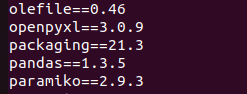 olefile==0.46
openpyxl==3.0.9
packaging==21.3
pandas==1.3.5
paramiko==2.9.3